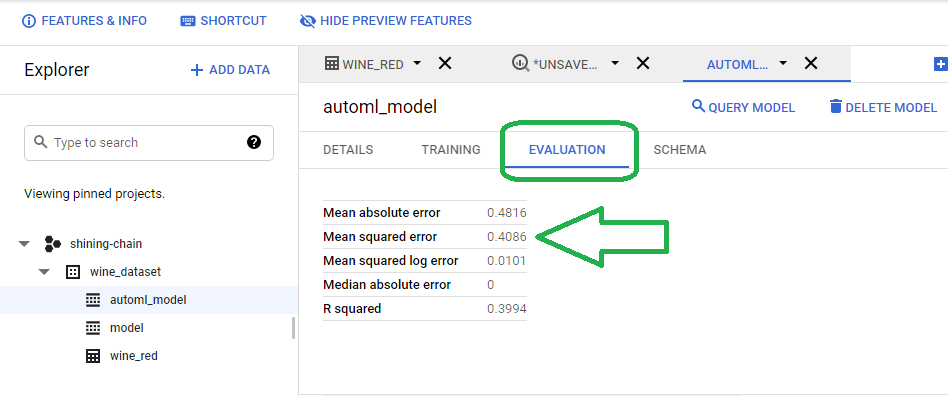 FEATURES & INFO SHORTCUT HIDE PREVIEW FEATURES
Explorer + ADD DATA
Type to search
Viewing pinned projects.
shining-chain
wine_dataset
automl_model
model
wine_red
WINE_RED *UNSAVE... AUTOML...
automl_model QUERY MODEL DELETE MODEL
DETAILS TRAINING EVALUATION SCHEMA
Mean absolute error 0.4816
Mean squared error 0.4086
Mean squared log error 0.0101
Median absolute error 0
R squared 0.3994